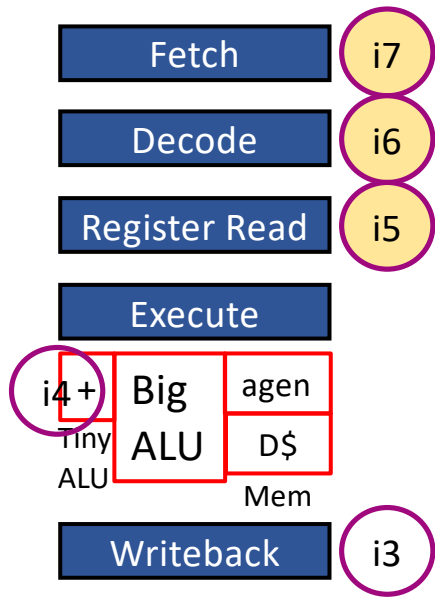 Fetch i7
Decode i6
Register Read i5
Execute
i4 + Big agen
Tiny ALU D$
ALU Mem
Writeback i3